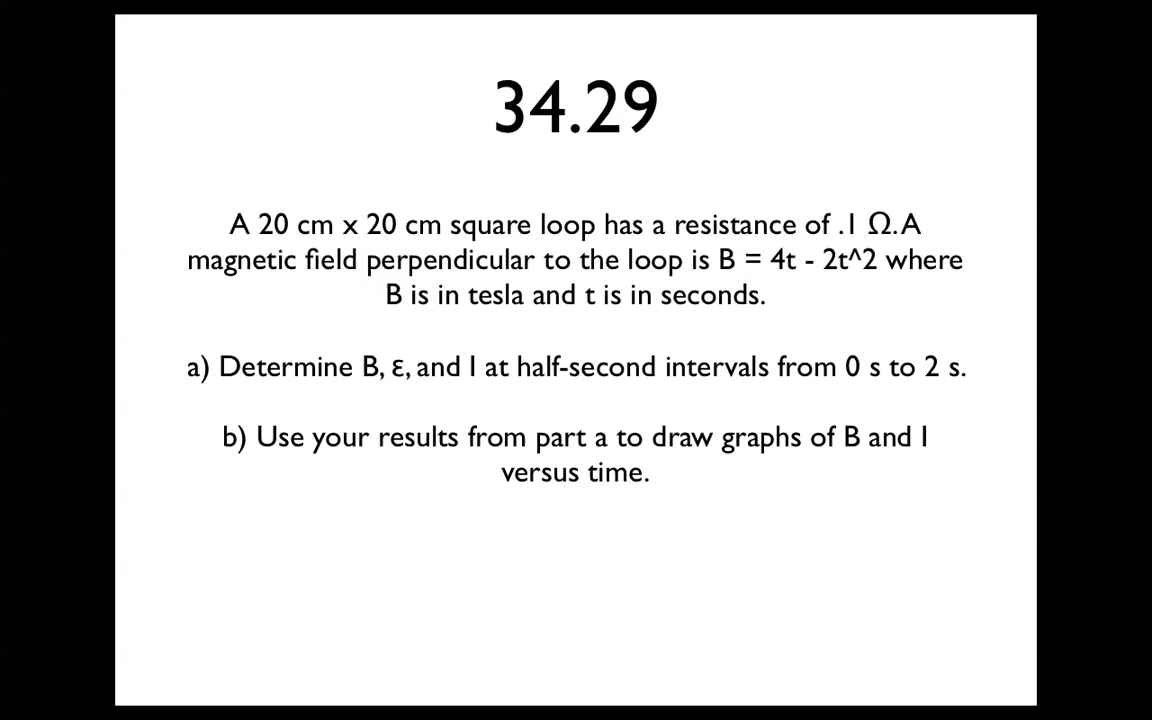 34.29
A 20 cm x 20 cm square loop has a resistance of .1 Ω. A
magnetic field perpendicular to the loop is B = 4t - 2t^2 where
B is in tesla and t is in seconds.
a) Determine B, ε, and I at half-second intervals from 0 s to 2 s.
b) Use your results from part a to draw graphs of B and I
versus time.